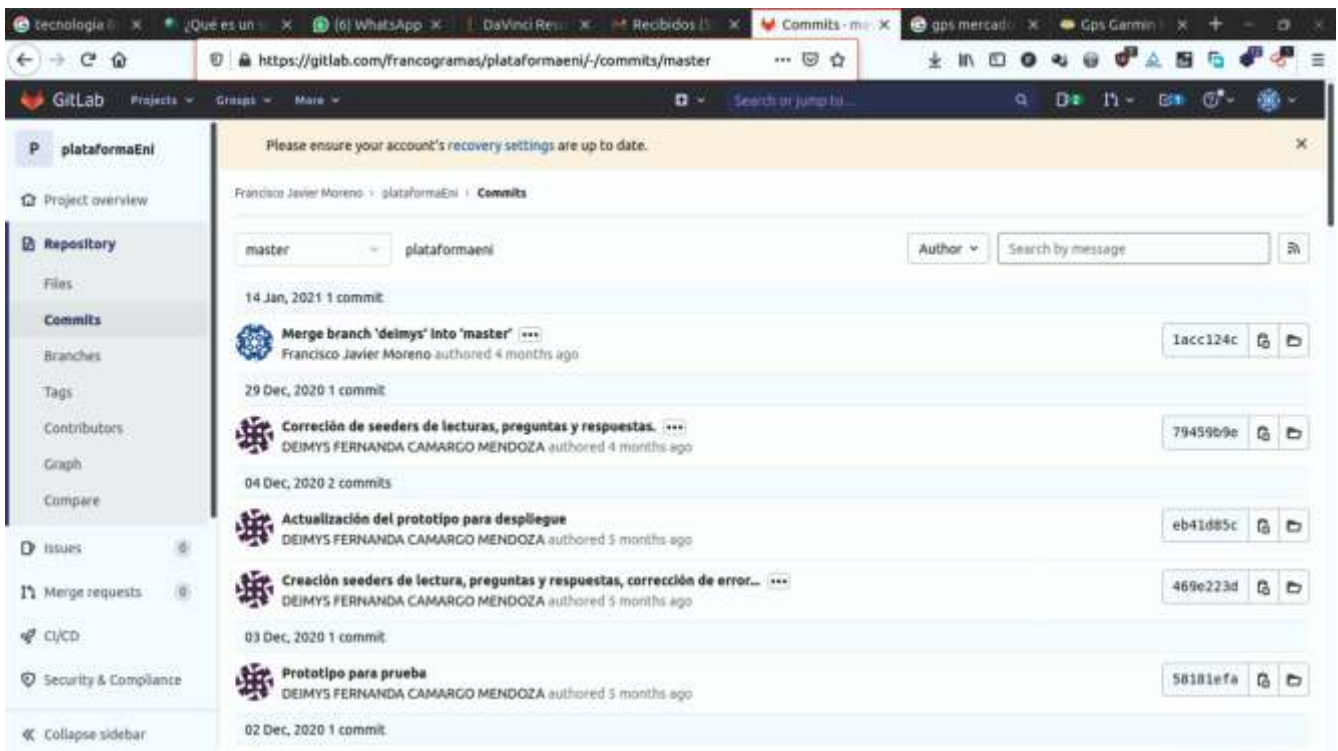 tecnologia
¿Qué es un
(6) WhatsApp
DaVinci Res
Recibidos (
Commits · ma
gps mercado
Gps Garmin
https://gitlab.com/francogramas/plataformaeni/-/commits/master
GitLab Projects Groups More Search or jump to...
P plataformaEni
Project overview
Repository
Files
Commits
Branches
Tags
Contributors
Graph
Compare
Issues 0
Merge requests 0
CI/CD
Security & Compliance
Collapse sidebar
Please ensure your account's recovery settings are up to date.
Francisco Javier Moreno › plataformaEni › Commits
master plataformaeni Author Search by message
14 Jan, 2021 1 commit
Merge branch 'deimys' into 'master'
Francisco Javier Moreno authored 4 months ago
1acc124c
29 Dec, 2020 1 commit
Correción de seeders de lecturas, preguntas y respuestas.
DEIMYS FERNANDA CAMARGO MENDOZA authored 4 months ago
79459b9e
04 Dec, 2020 2 commits
Actualización del prototipo para despliegue
DEIMYS FERNANDA CAMARGO MENDOZA authored 5 months ago
eb41d85c
Creación seeders de lectura, preguntas y respuestas, corrección de error...
DEIMYS FERNANDA CAMARGO MENDOZA authored 5 months ago
469e223d
03 Dec, 2020 1 commit
Prototipo para prueba
DEIMYS FERNANDA CAMARGO MENDOZA authored 5 months ago
58181efa
02 Dec, 2020 1 commit